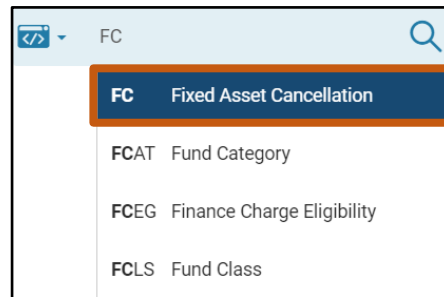 FC
FC Fixed Asset Cancellation
FCAT Fund Category
FCEG Finance Charge Eligibility
FCLS Fund Class